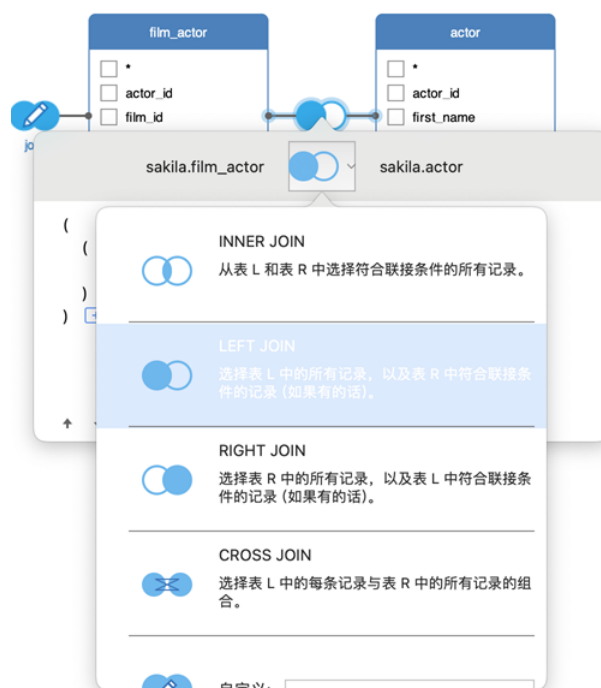 film_actor
actor
*
*
actor_id
actor_id
film_id
first_name
jo
sakila.film_actor
sakila.actor
(
(
)
)
INNER JOIN
从表 L 和表 R 中选择符合联接条件的所有记录。
LEFT JOIN
选择表 L 中的所有记录，以及表 R 中符合联接条
件的记录 (如果有的话)。
RIGHT JOIN
选择表 R 中的所有记录，以及表 L 中符合联接条
件的记录 (如果有的话)。
CROSS JOIN
选择表 L 中的每条记录与表 R 中的所有记录的组
合。
自定义: